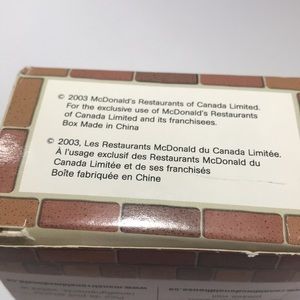 © 2003 McDonald's Restaurants of Canada Limited.
For the exclusive use of McDonald's Restaurants
of Canada Limited and its franchisees.
Box Made in China
© 2003, Les Restaurants McDonald du Canada Limitée.
À l'usage exclusif des Restaurants McDonald du
Canada Limitée et de ses franchisés
Boîte fabriquée en Chine